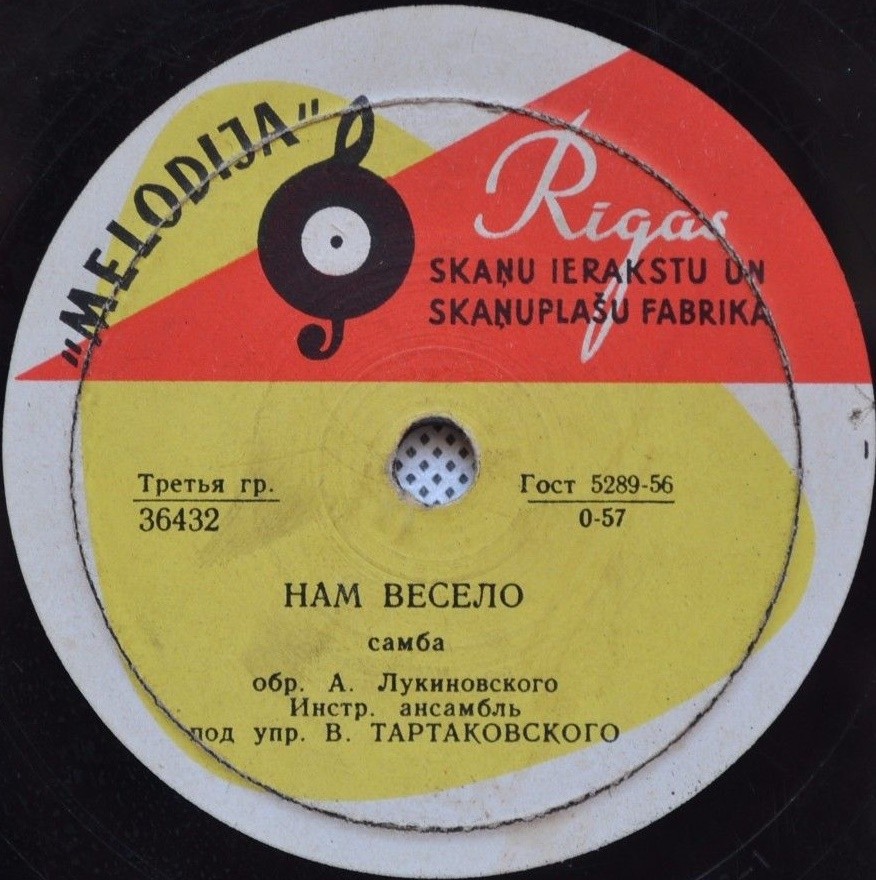 "MELODIJA"
Rīgas
SKAŅU IERAKSTU UN
SKAŅUPLAŠU FABRIKA
Третья гр.
36432
Гост 5289-56
0-57
НАМ ВЕСЕЛО
самба
обр. А. Лукиновского
Инстр. ансамбль
под упр. В. ТАРТАКОВСКОГО